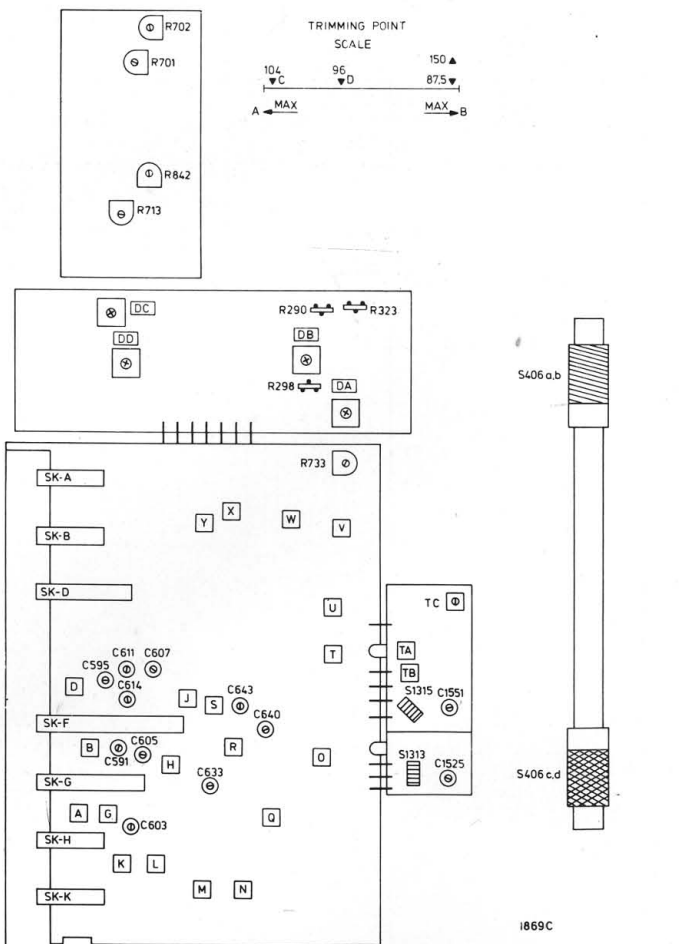 R702
R701
R842
R713
TRIMMING POINT
SCALE
104
C
96
D
150
87,5
A MAX
MAX B
DC
DD
R290
R323
DB
R298
DA
S406 a,b
R733
SK-A
X
Y
W
V
SK-B
SK-D
U
TC
T
TA
TB
C611
C607
C595
D
C614
J
S
C643
C640
S1315
C1551
SK-F
B
C591
C605
H
R
O
S1313
C1525
S406 c,d
SK-G
C633
A
G
C603
Q
SK-H
K
L
M
N
SK-K
1869C